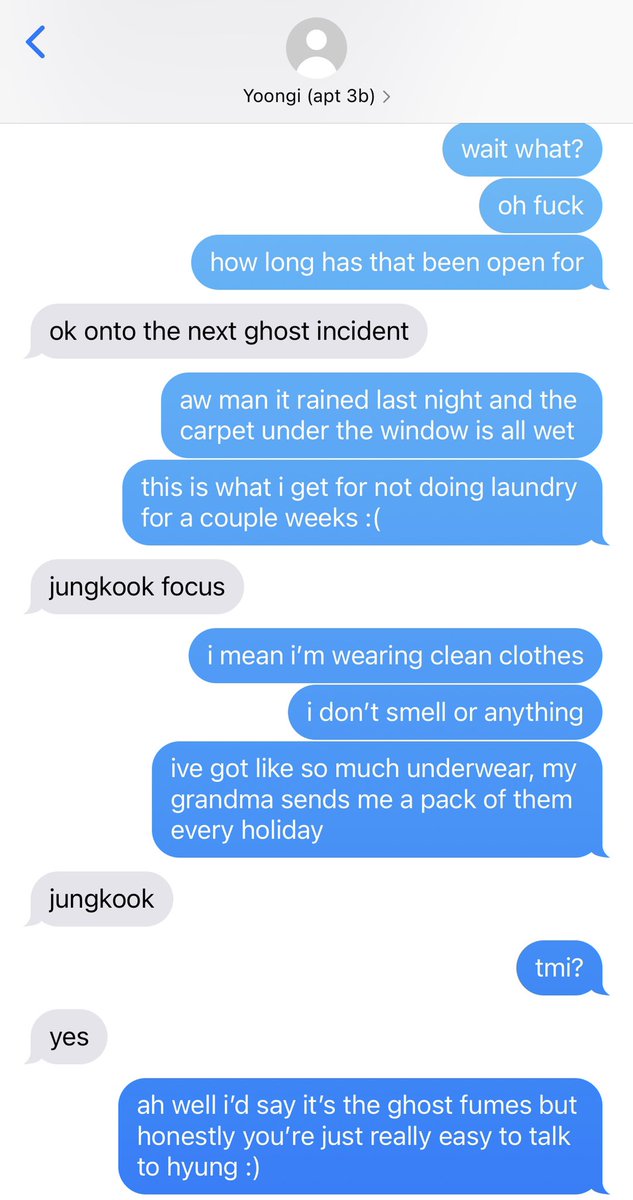 Yoongi (apt 3b)
wait what?
oh fuck
how long has that been open for
ok onto the next ghost incident
aw man it rained last night and the
carpet under the window is all wet
this is what i get for not doing laundry
for a couple weeks :(
jungkook focus
i mean i’m wearing clean clothes
i don’t smell or anything
ive got like so much underwear, my
grandma sends me a pack of them
every holiday
jungkook
tmi?
yes
ah well i’d say it’s the ghost fumes but
honestly you’re just really easy to talk
to hyung :)